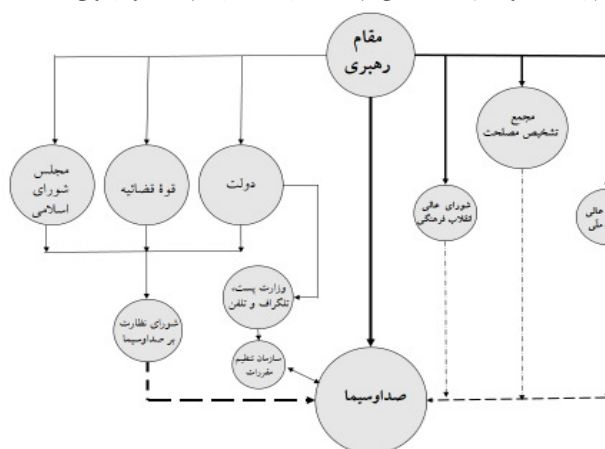 مقام
رهبری
مجمع
تشخیص مصلحت
مجلس
شورای
اسلامی
قوۀ قضائیه
دولت
شورای عالی
انقلاب فرهنگی
عالی
ملی
وزارت پست،
تلگراف و تلفن
شورای نظارت
بر صداوسیما
سازمان تنظیم
مقررات
صداوسیما